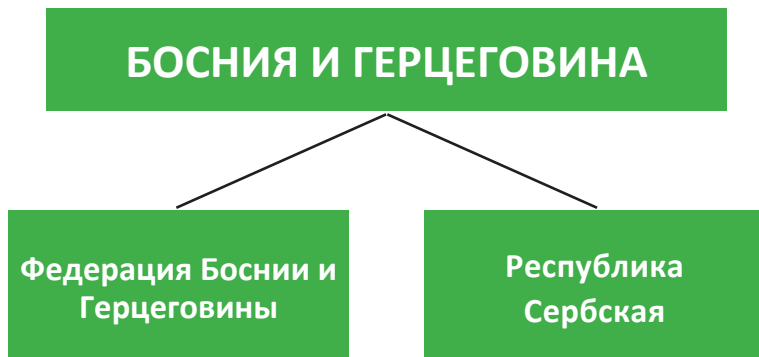 БОСНИЯ И ГЕРЦЕГОВИНА
Федерация Боснии и
Герцеговины
Республика
Сербская